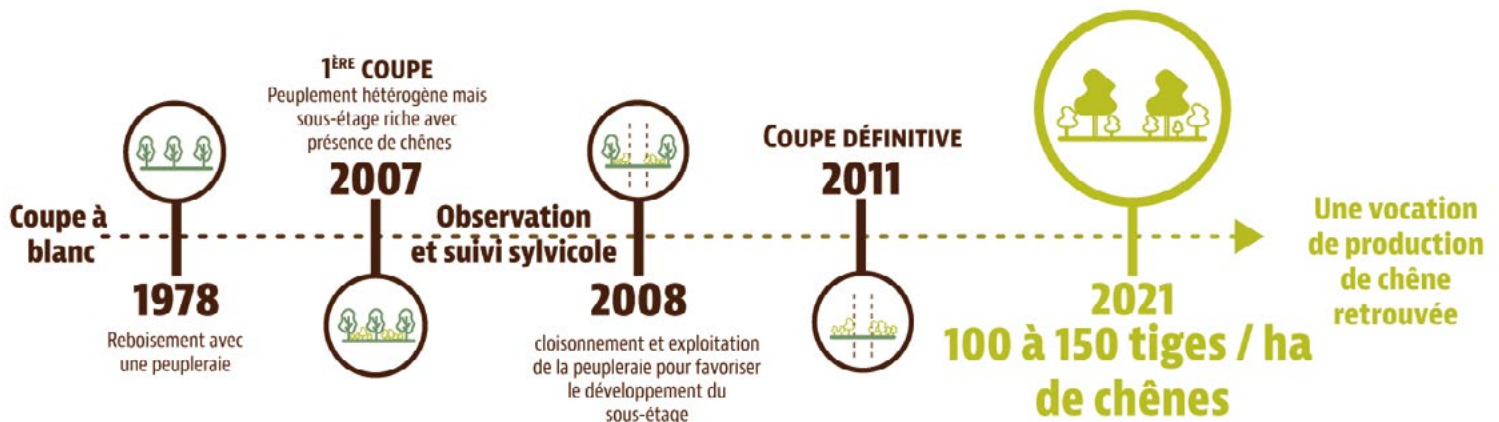 Coupe à
blanc
1978
Reboisement avec
une peupleraie
1ÈRE COUPE
Peuplement hétérogène mais
sous-étage riche avec
présence de chênes
2007
Observation
et suivi sylvicole
2008
cloisonnement et exploitation
de la peupleraie pour favoriser
le développement du
sous-étage
COUPE DÉFINITIVE
2011
2021
100 à 150 tiges / ha
de chênes
Une vocation
de production
de chêne
retrouvée